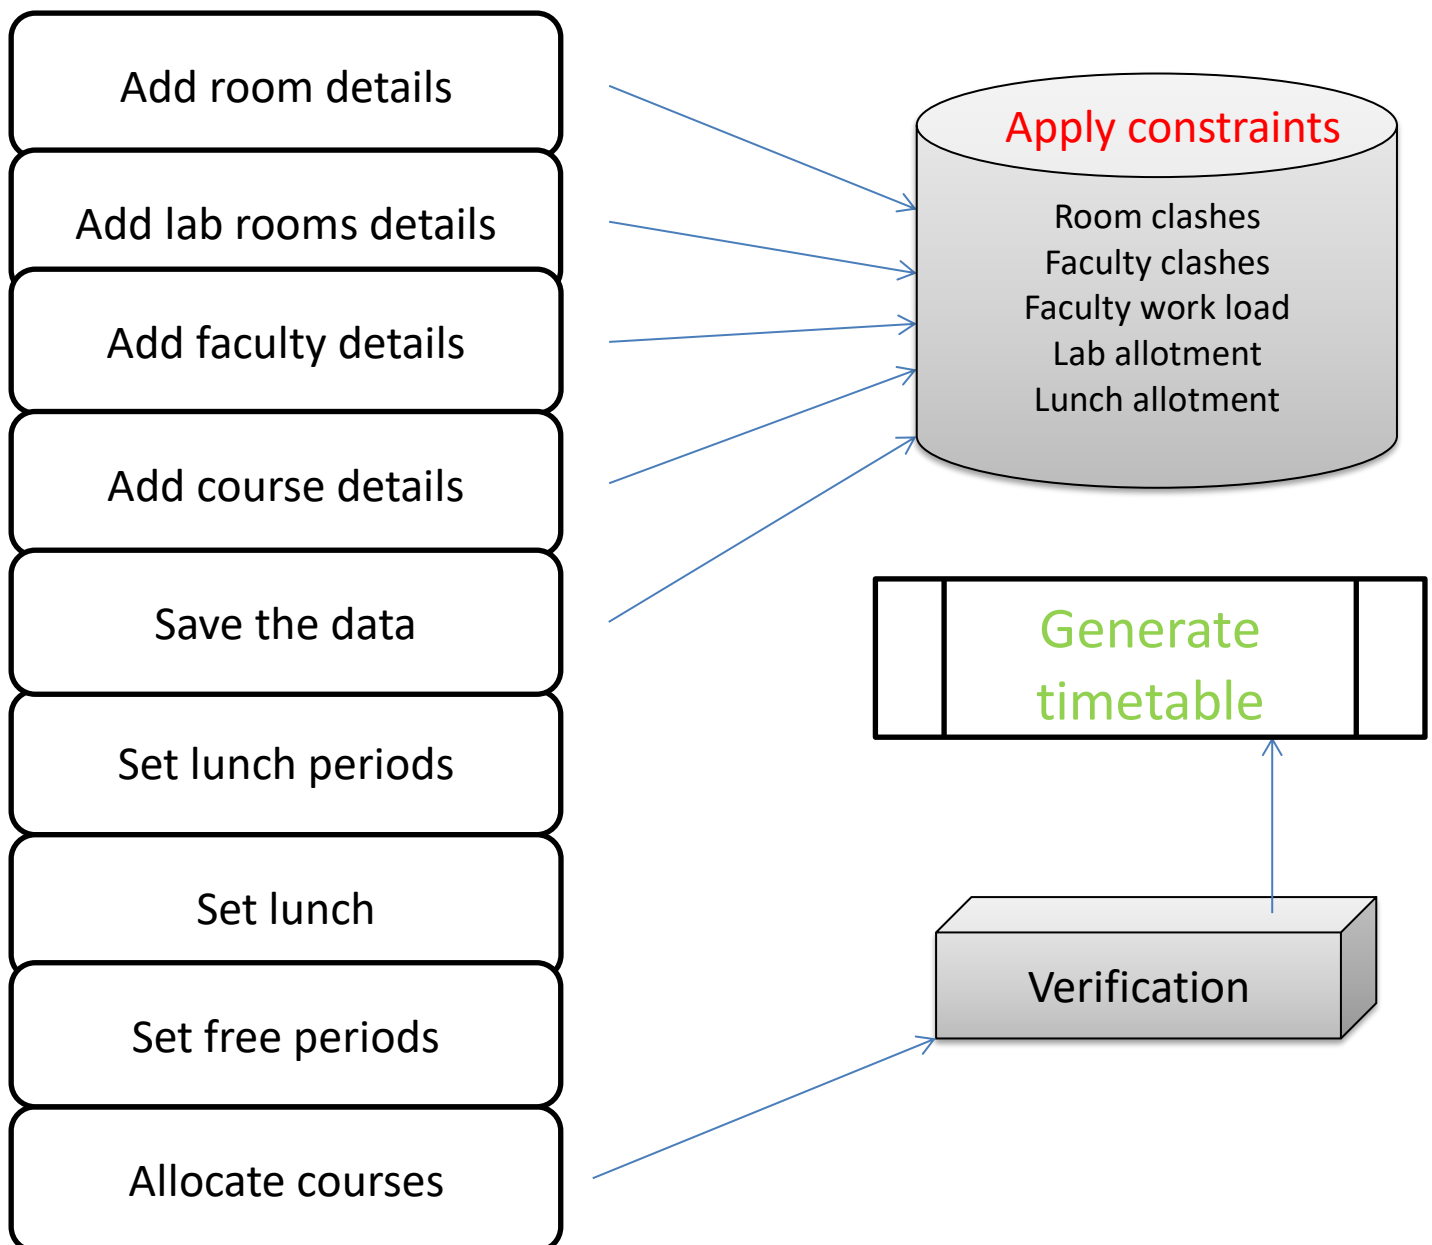 Add room details
Add lab rooms details
Add faculty details
Add course details
Save the data
Set lunch periods
Set lunch
Set free periods
Allocate courses
Apply constraints
Room clashes
Faculty clashes
Faculty work load
Lab allotment
Lunch allotment
Generate
timetable
Verification